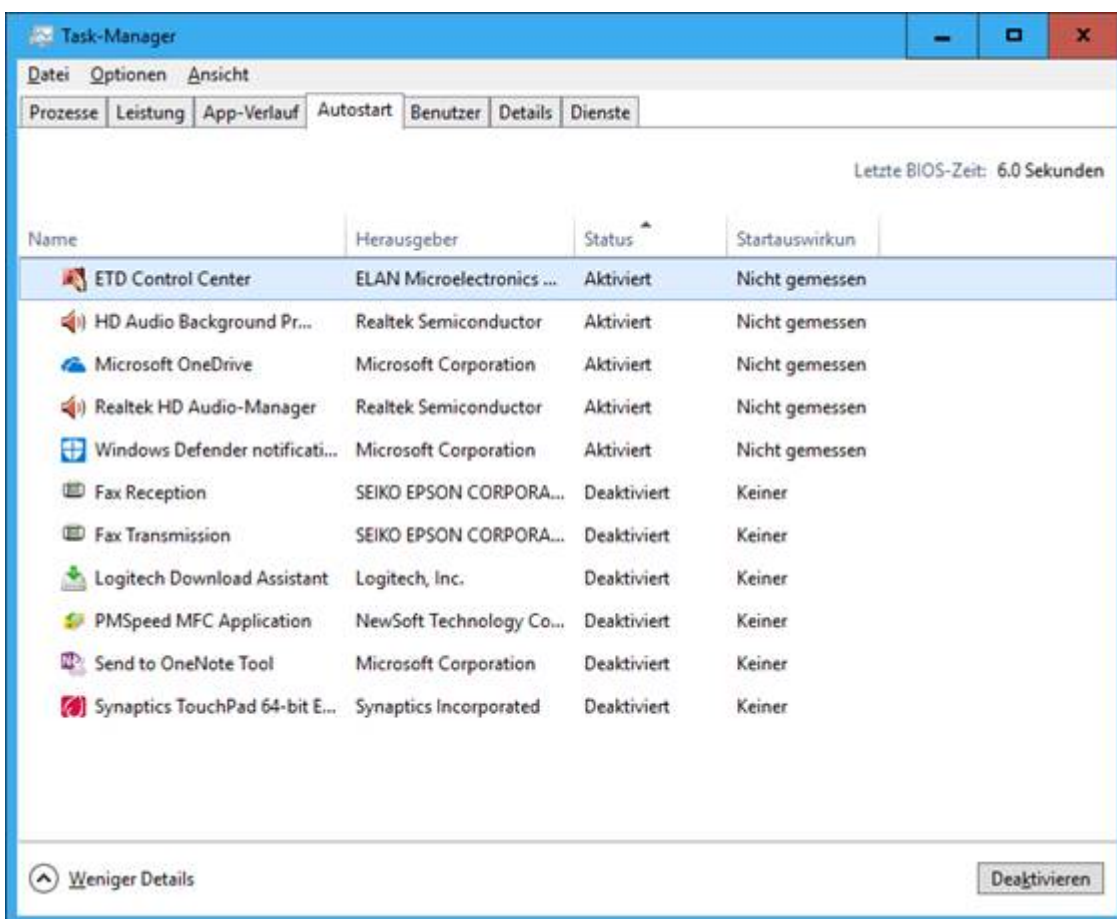 Task-Manager
Datei Optionen Ansicht
Prozesse Leistung App-Verlauf Autostart Benutzer Details Dienste
Letzte BIOS-Zeit: 6.0 Sekunden
Name Herausgeber Status Startauswirkun
ETD Control Center ELAN Microelectronics ... Aktiviert Nicht gemessen
HD Audio Background Pr... Realtek Semiconductor Aktiviert Nicht gemessen
Microsoft OneDrive Microsoft Corporation Aktiviert Nicht gemessen
Realtek HD Audio-Manager Realtek Semiconductor Aktiviert Nicht gemessen
Windows Defender notificati... Microsoft Corporation Aktiviert Nicht gemessen
Fax Reception SEIKO EPSON CORPORA... Deaktiviert Keiner
Fax Transmission SEIKO EPSON CORPORA... Deaktiviert Keiner
Logitech Download Assistant Logitech, Inc. Deaktiviert Keiner
PMSpeed MFC Application NewSoft Technology Co... Deaktiviert Keiner
Send to OneNote Tool Microsoft Corporation Deaktiviert Keiner
Synaptics TouchPad 64-bit E... Synaptics Incorporated Deaktiviert Keiner
Weniger Details Deaktivieren